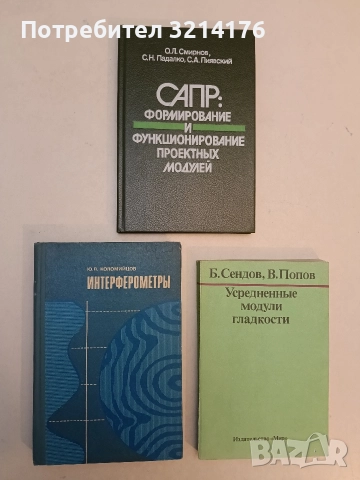 Потребител 3214176
О.Л. Смирнов,
С.Н. Падалко, С.А. Пиявский
САПР:
ФОРМИРОВАНИЕ
И
ФУНКЦИОНИРОВАНИЕ
ПРОЕКТНЫХ
МОДУЛЕЙ
Ю. В. КОЛОМИЙЦОВ
ИНТЕРФЕРОМЕТРЫ
Б. Сендов, В. Попов
Усредненные
модули
гладкости
Издательство «Мир»
bazar